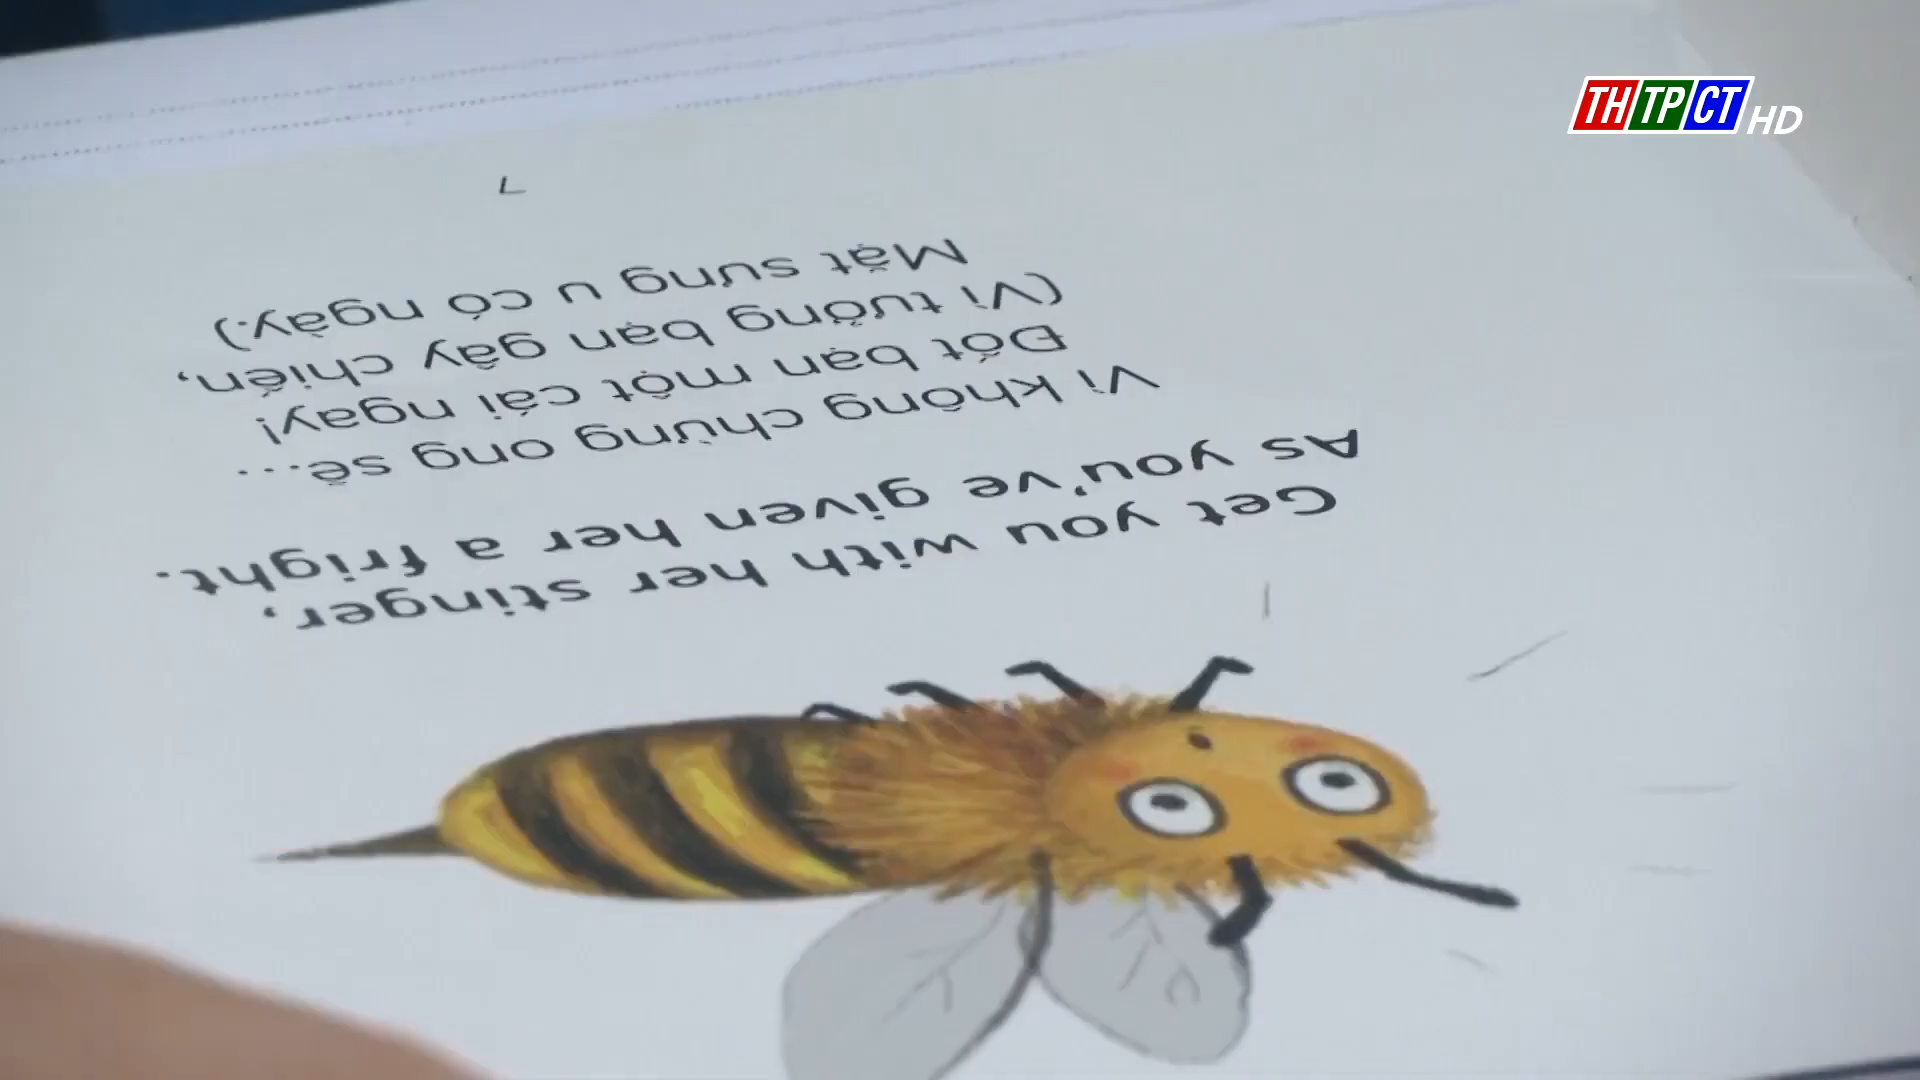 Get you with her stinger,
As you've given her a fright.
Vì không chừng ong sẽ...
Đốt bạn một cái ngay!
(Vì tưởng bạn gây chiến,
Mặt sưng u có ngày.)
7
THTPCT HD